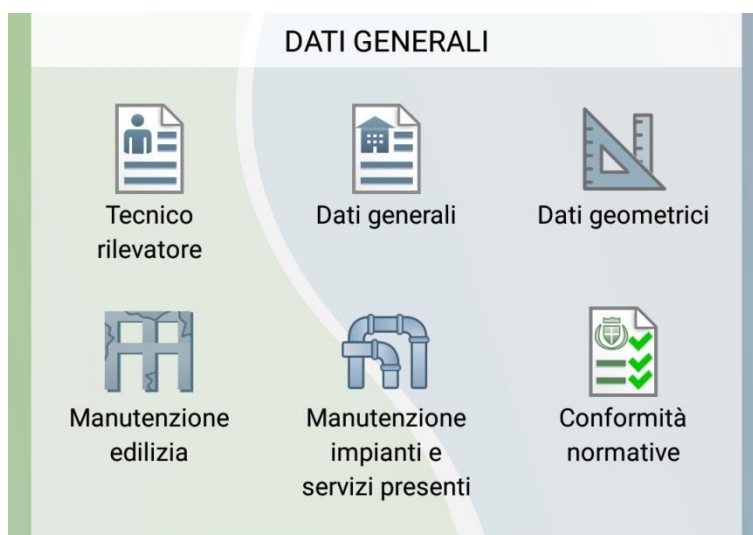 DATI GENERALI
Tecnico
rilevatore
Dati generali
Dati geometrici
Manutenzione
edilizia
Manutenzione
impianti e
servizi presenti
Conformità
normative